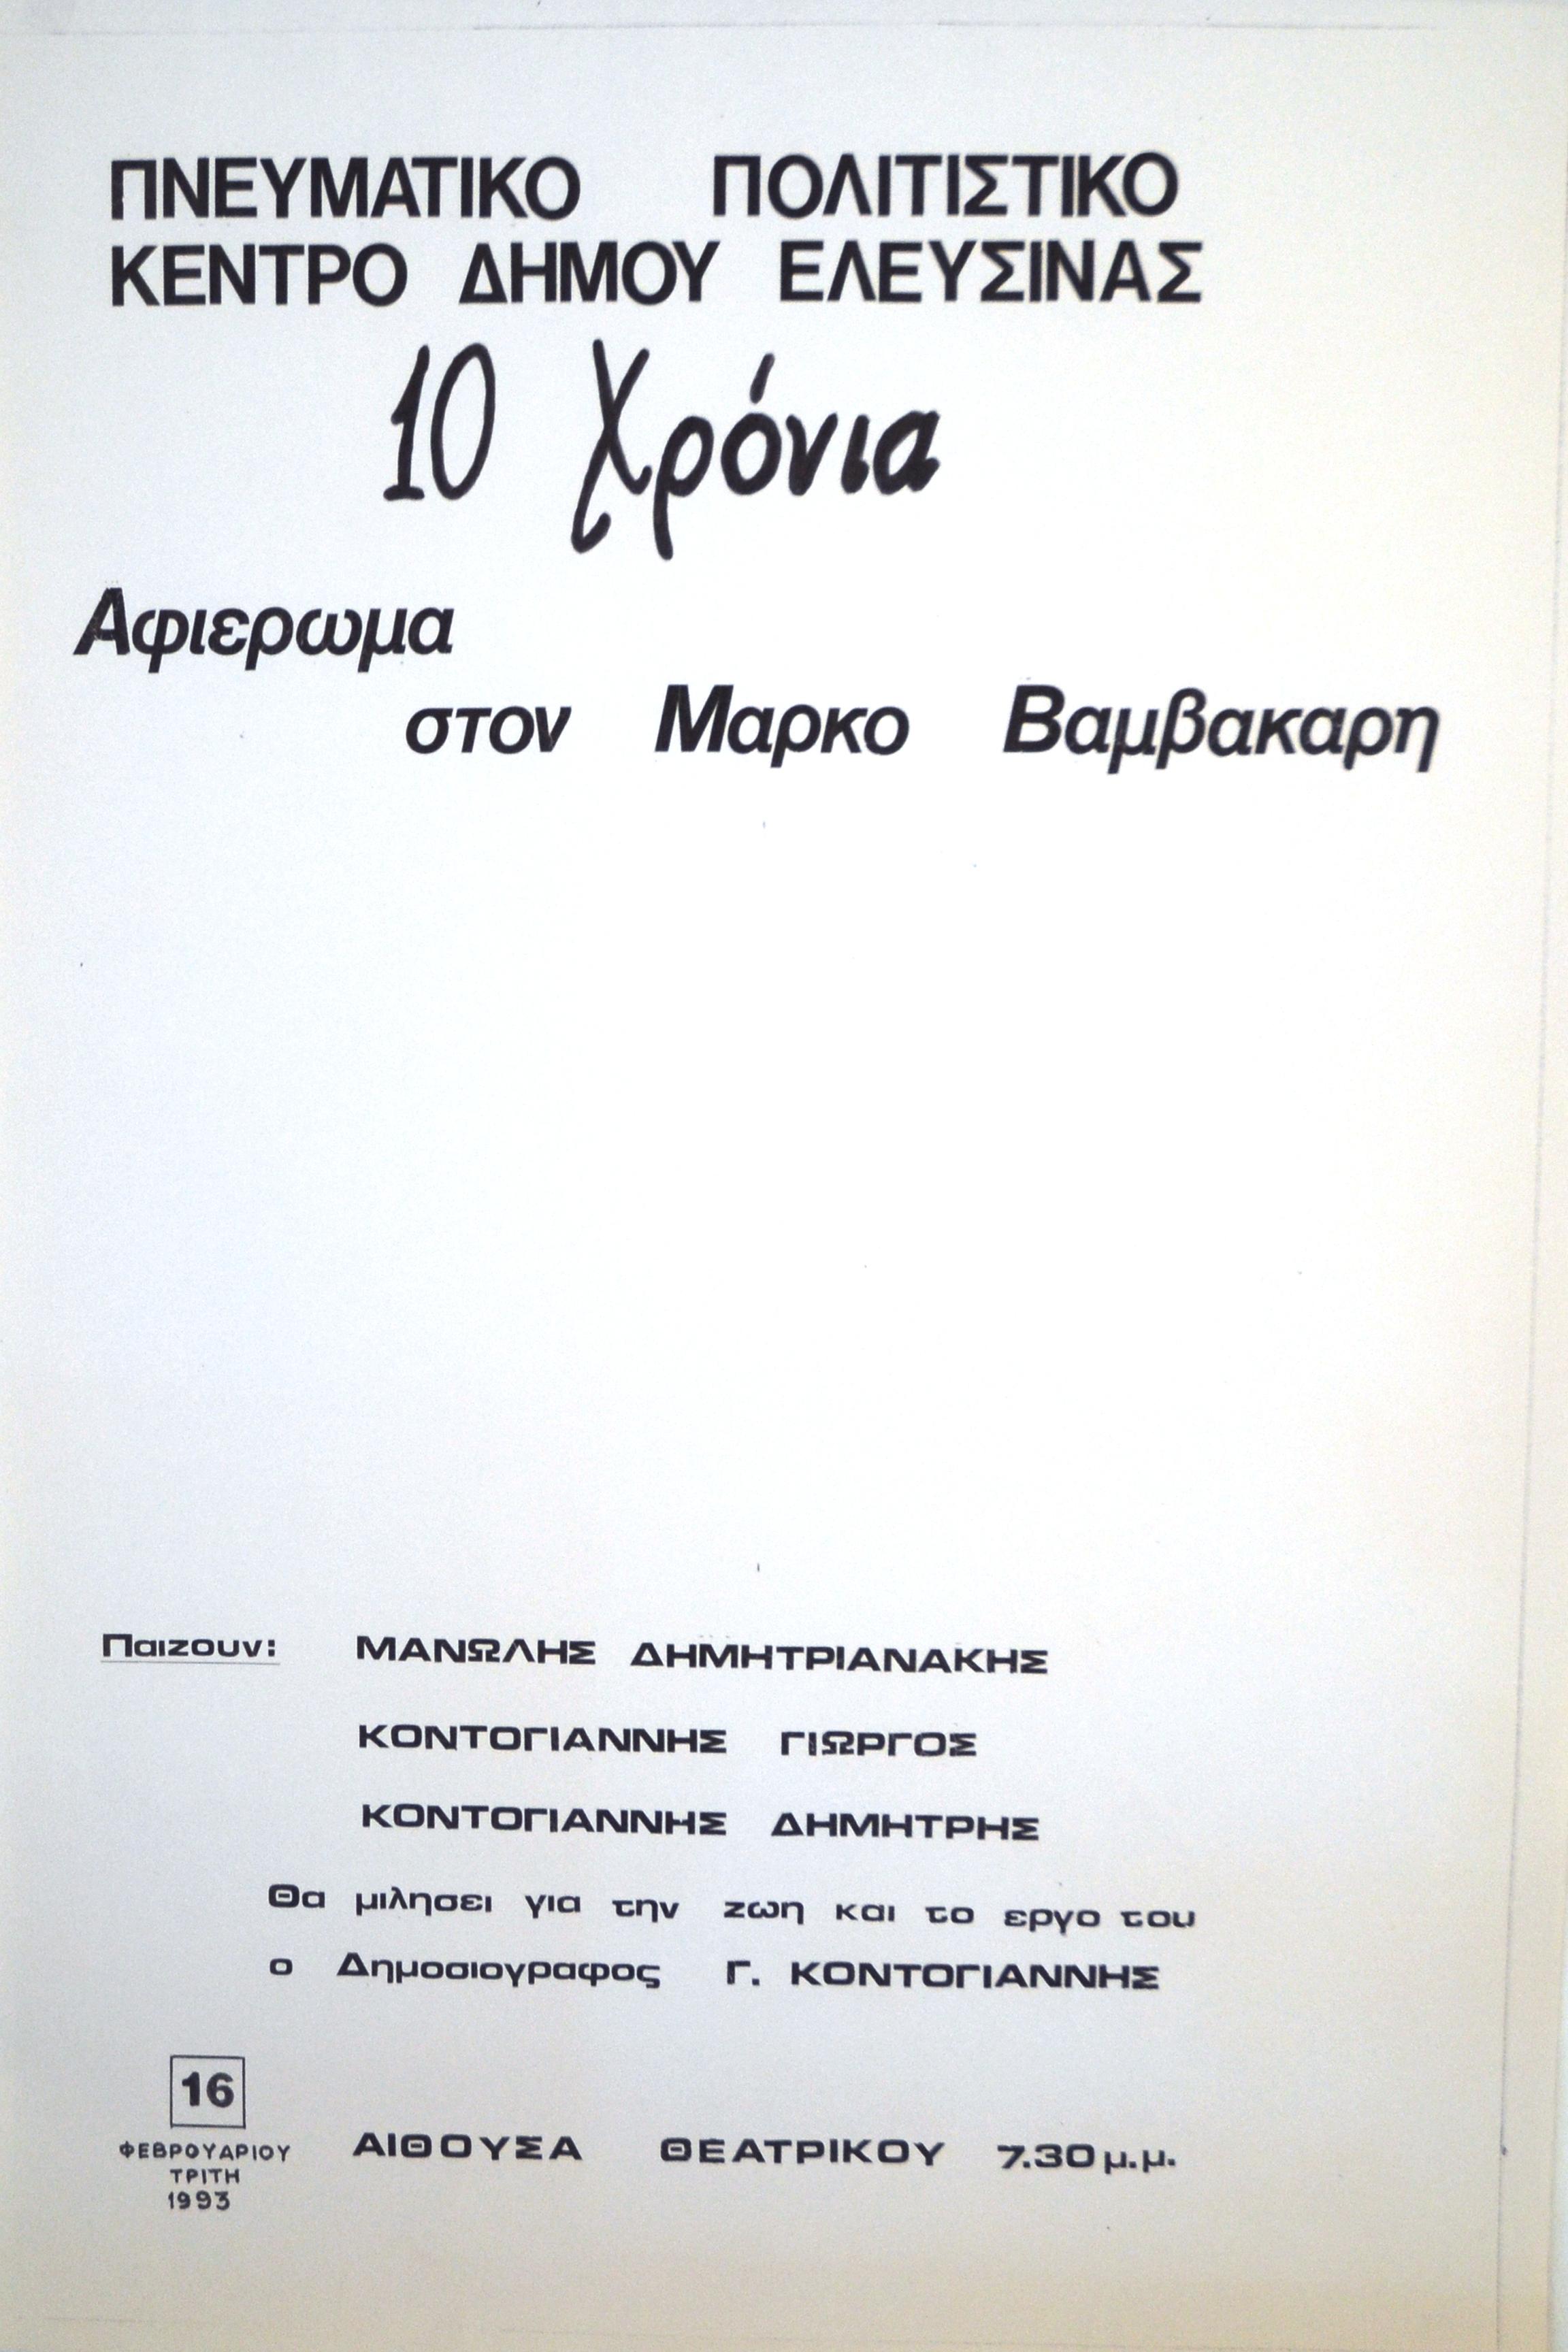 ΠΝΕΥΜΑΤΙΚΟ ΠΟΛΙΤΙΣΤΙΚΟ
ΚΕΝΤΡΟ ΔΗΜΟΥ ΕΛΕΥΣΙΝΑΣ
10 Χρόνια
Αφιερωμα
στον Μαρκο Βαμβακαρη
Παιζουν: ΜΑΝΩΛΗΣ ΔΗΜΗΤΡΙΑΝΑΚΗΣ
ΚΟΝΤΟΓΙΑΝΝΗΣ ΓΙΩΡΓΟΣ
ΚΟΝΤΟΓΙΑΝΝΗΣ ΔΗΜΗΤΡΗΣ
Θα μιλησει για την ζωη και το εργο του
ο Δημοσιογραφος Γ. ΚΟΝΤΟΓΙΑΝΝΗΣ
16
ΦΕΒΡΟΥΑΡΙΟΥ
ΤΡΙΤΗ
1993
ΑΙΘΟΥΣΑ ΘΕΑΤΡΙΚΟΥ 7.30 μ.μ.